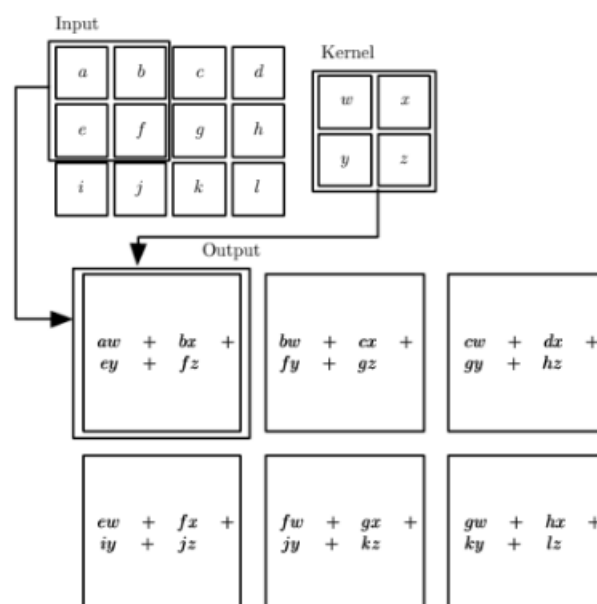 Input
a b c d
e f g h
i j k l
Kernel
w x
y z
Output
aw + bx +
ey + fz
bw + cx +
fy + gz
cw + dx +
gy + hz
ew + fx +
iy + jz
fw + gx +
jy + kz
gw + hx +
ky + lz